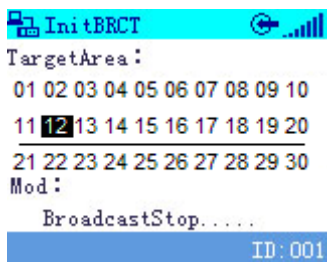 InitBRCT
TargetArea:
01 02 03 04 05 06 07 08 09 10
11 12 13 14 15 16 17 18 19 20
21 22 23 24 25 26 27 28 29 30
Mod:
BroadcastStop.....
ID:001